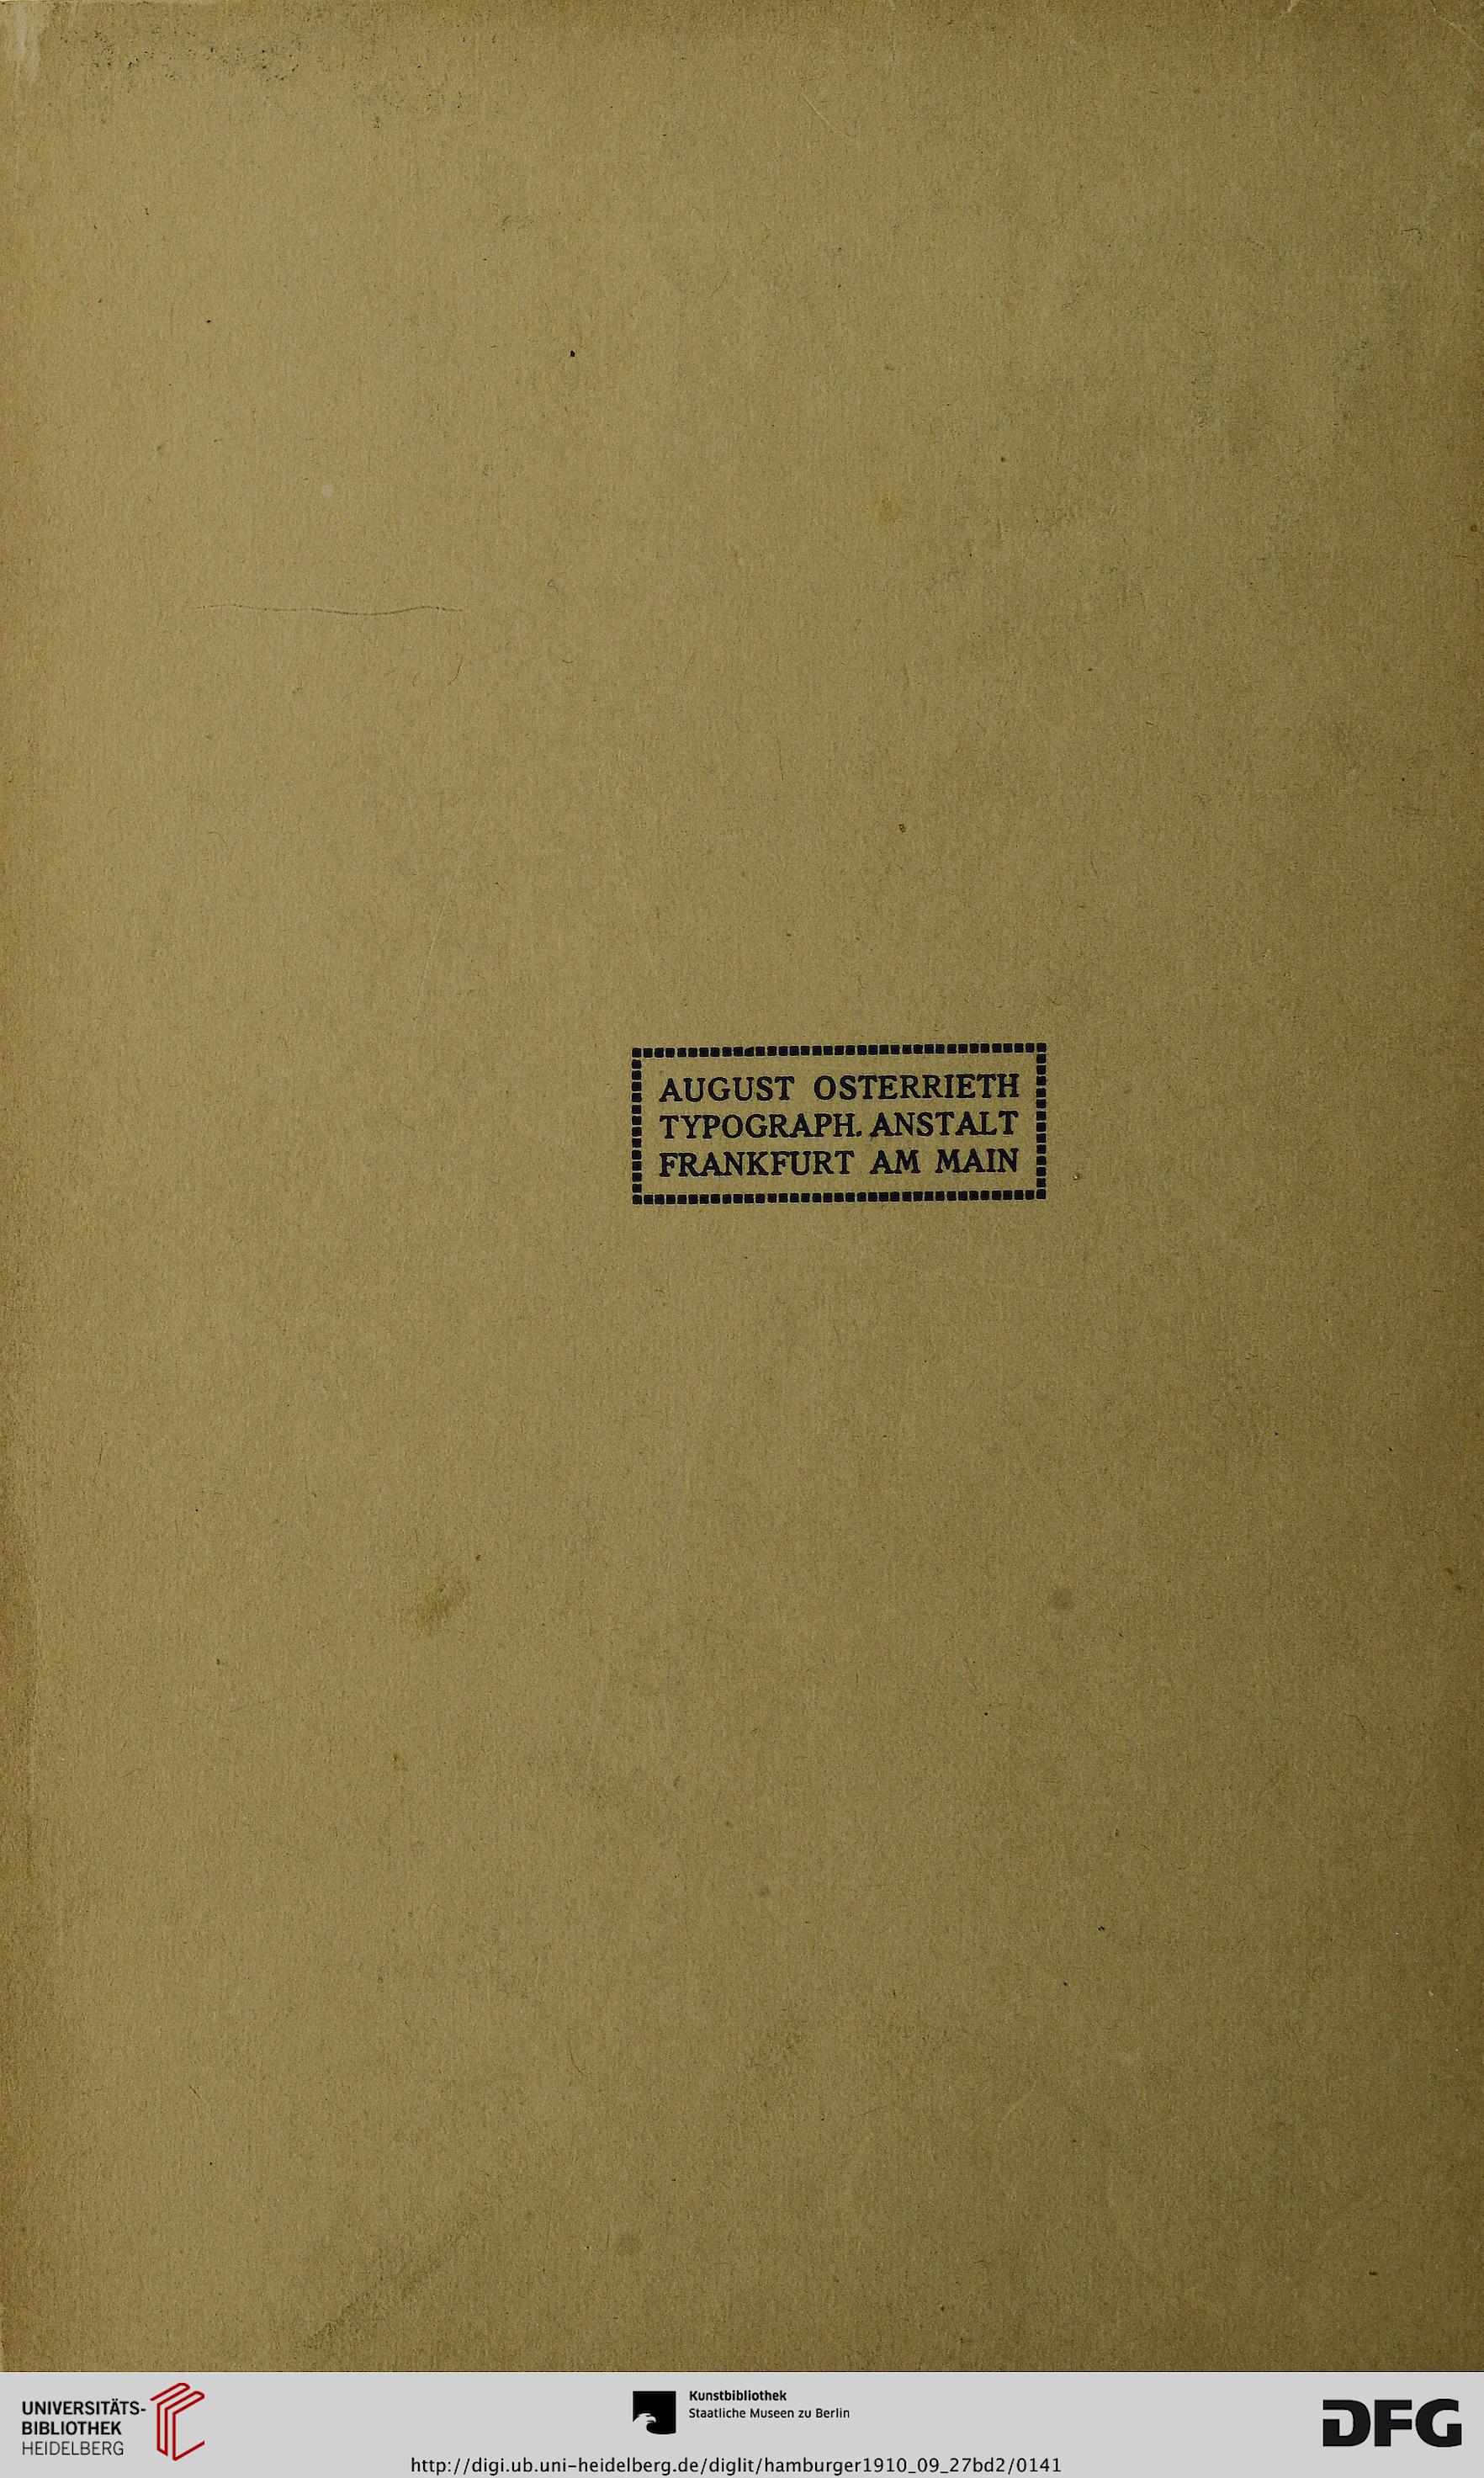 AUGUST OSTERRIETH
TYPOGRAPH. ANSTALT
FRANKFURT AM MAIN
UNIVERSITÄTS-
BIBLIOTHEK
HEIDELBERG
Kunstbibliothek
Staatliche Museen zu Berlin
DFG
http://digi.ub.uni-heidelberg.de/diglit/hamburger1910_09_27bd2/0141